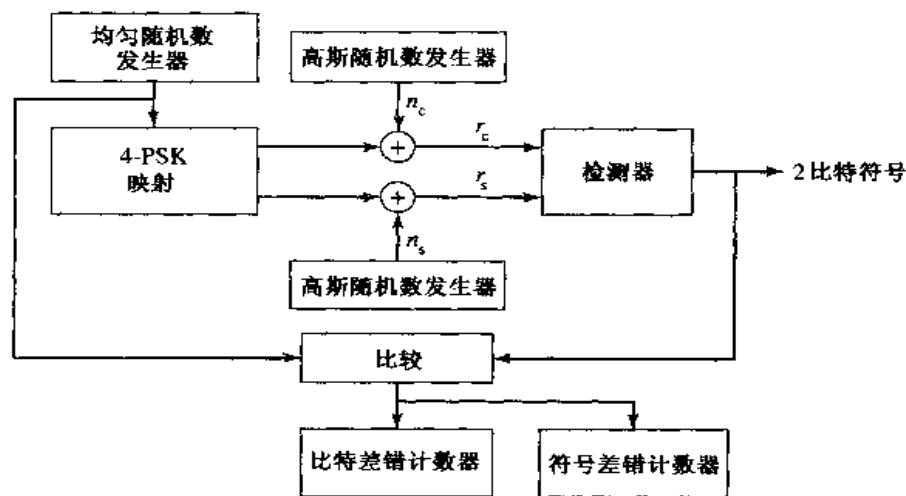 均匀随机数
发生器
高斯随机数发生器
n_c
r_c
4-PSK
映射
检测器
2比特符号
r_s
n_s
高斯随机数发生器
比较
比特差错计数器
符号差错计数器